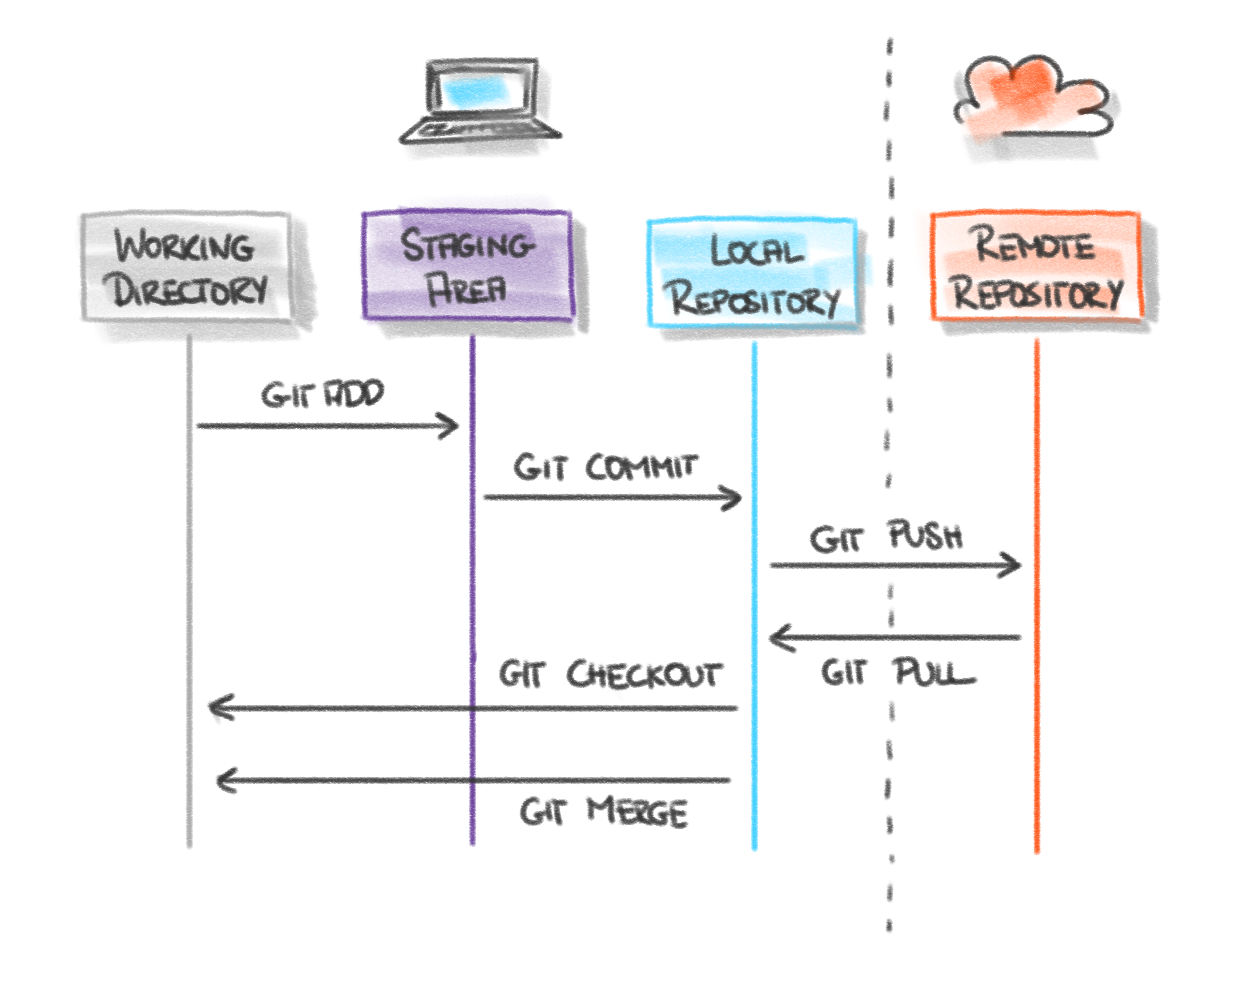 WORKING
DIRECTORY
STAGING
AREA
LOCAL
REPOSITORY
REMOTE
REPOSITORY
GIT ADD
GIT COMMIT
GIT PUSH
GIT PULL
GIT CHECKOUT
GIT MERGE